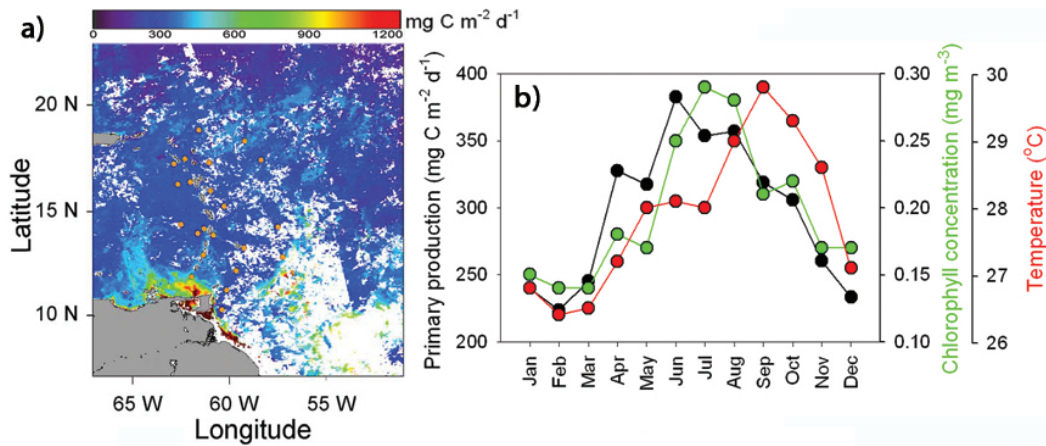 a)
0 300 600 900 1200 mg C m⁻² d⁻¹
Latitude
20 N
15 N
10 N
65 W 60 W 55 W
Longitude
b)
Primary production (mg C m⁻² d⁻¹)
400
350
300
250
200
Jan Feb Mar Apr May Jun Jul Aug Sep Oct Nov Dec
0.30
0.25
0.20
0.15
0.10
Chlorophyll concentration (mg m⁻³)
30
29
28
27
26
Temperature (°C)